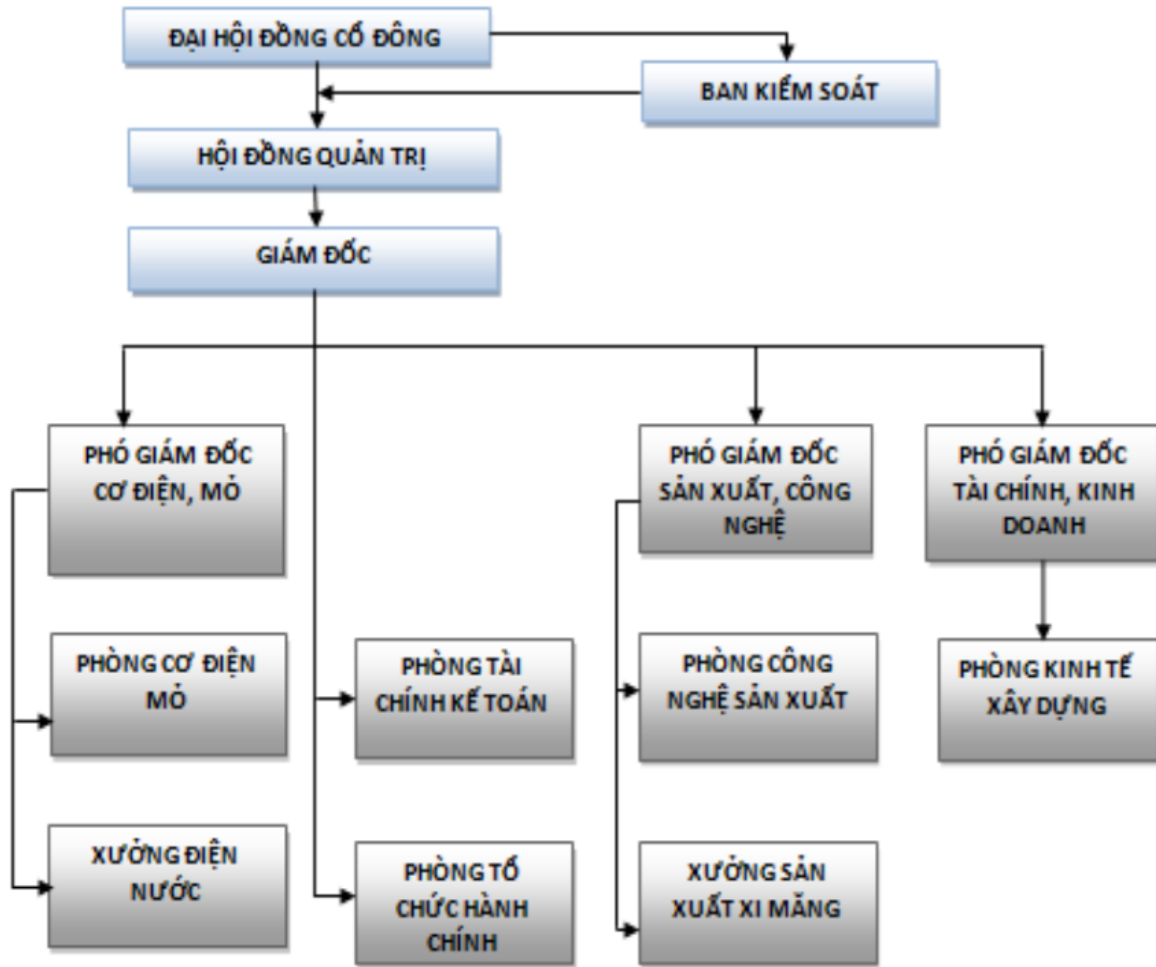 ĐẠI HỘI ĐỒNG CỔ ĐÔNG
BAN KIỂM SOÁT
HỘI ĐỒNG QUẢN TRỊ
GIÁM ĐỐC
PHÓ GIÁM ĐỐC
CƠ ĐIỆN, MỎ
PHÓ GIÁM ĐỐC
SẢN XUẤT, CÔNG
NGHỆ
PHÓ GIÁM ĐỐC
TÀI CHÍNH, KINH
DOANH
PHÒNG CƠ ĐIỆN
MỎ
PHÒNG TÀI
CHÍNH KẾ TOÁN
PHÒNG CÔNG
NGHỆ SẢN XUẤT
PHÒNG KINH TẾ
XÂY DỰNG
XƯỞNG ĐIỆN
NƯỚC
PHÒNG TỔ
CHỨC HÀNH
CHÍNH
XƯỞNG SẢN
XUẤT XI MĂNG